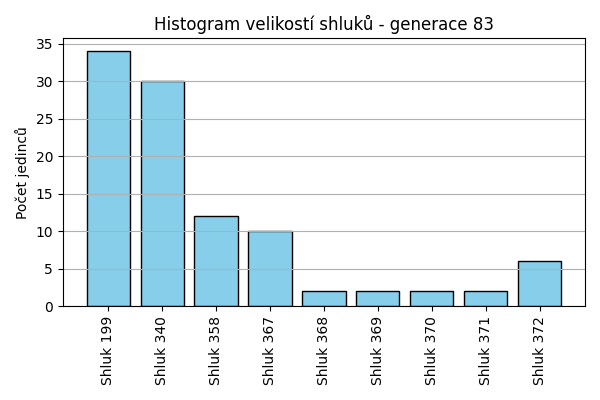 Histogram velikostí shluků - generace 83
Počet jedinců
35
30
25
20
15
10
5
0
Shluk 199
Shluk 340
Shluk 358
Shluk 367
Shluk 368
Shluk 369
Shluk 370
Shluk 371
Shluk 372